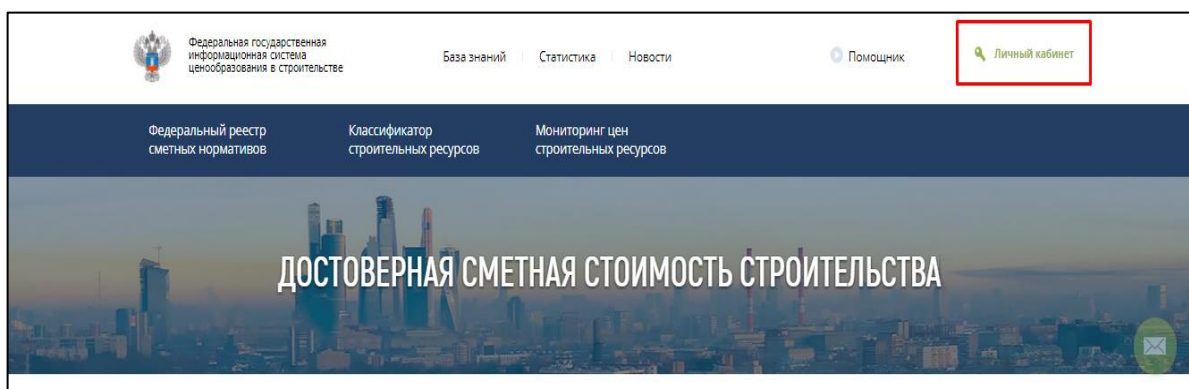 Федеральная государственная
информационная система
ценообразования в строительстве
База знаний
Статистика
Новости
Помощник
Личный кабинет
Федеральный реестр
сметных нормативов
Классификатор
строительных ресурсов
Мониторинг цен
строительных ресурсов
ДОСТОВЕРНАЯ СМЕТНАЯ СТОИМОСТЬ СТРОИТЕЛЬСТВА